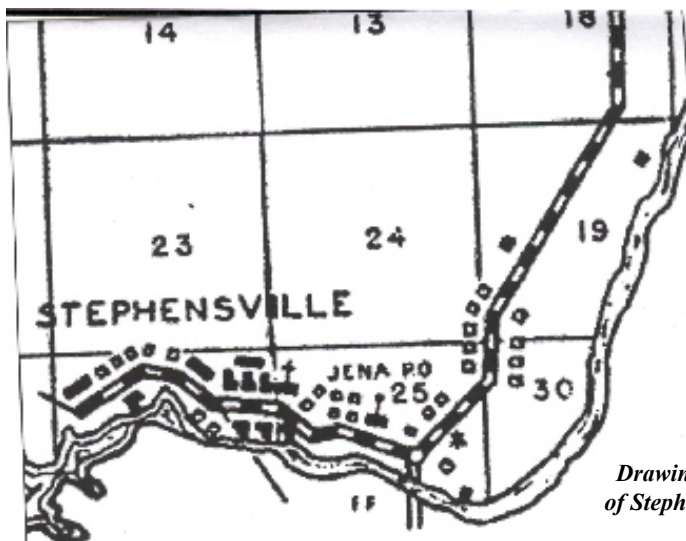 14 13 18
23 24 19
STEPHENSVILLE
JENA P.O
25 30
FF
Drawin
of Steph